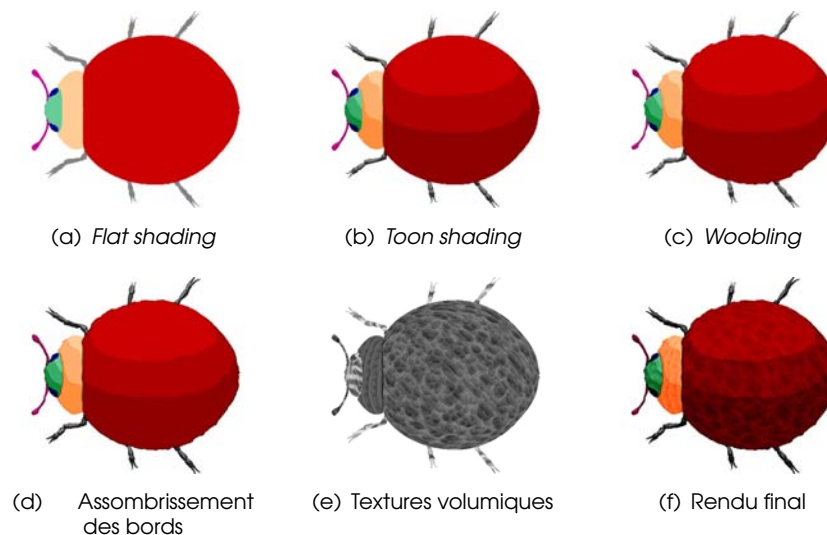 (a) Flat shading
(b) Toon shading
(c) Woobling
(d) Assombrissement
des bords
(e) Textures volumiques
(f) Rendu final